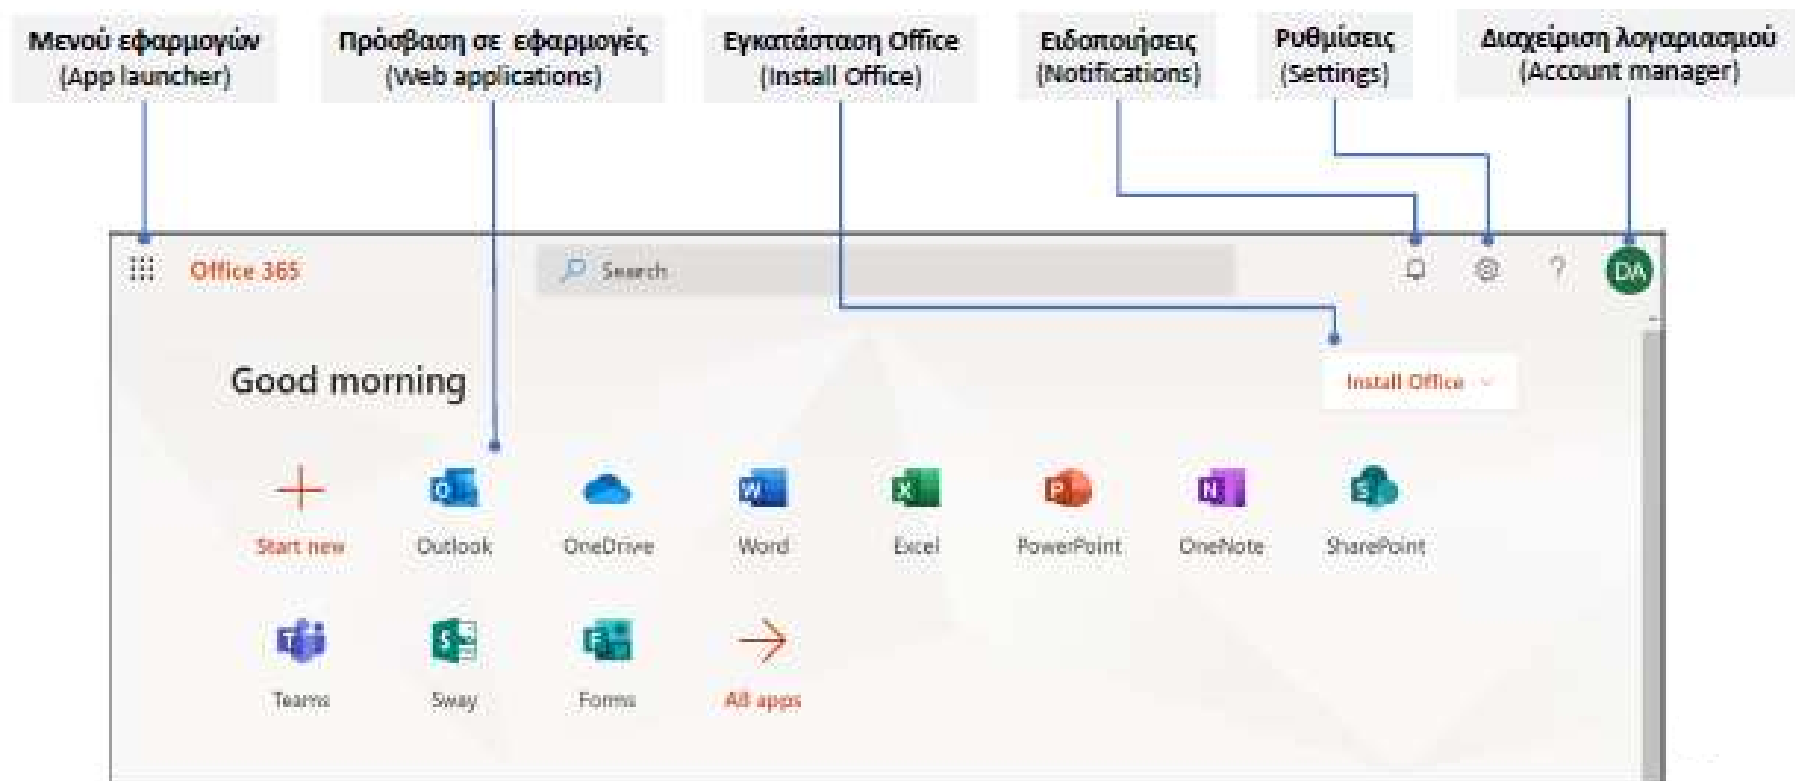 Μενού εφαρμογών
(App launcher)
Πρόσβαση σε εφαρμογές
(Web applications)
Εγκατάσταση Office
(Install Office)
Ειδοποιήσεις
(Notifications)
Ρυθμίσεις
(Settings)
Διαχείριση λογαριασμού
(Account manager)
Office 365
Search
?
DA
Good morning
Install Office
Start new
Outlook
OneDrive
Word
Excel
PowerPoint
OneNote
SharePoint
Teams
Sway
Forms
All apps